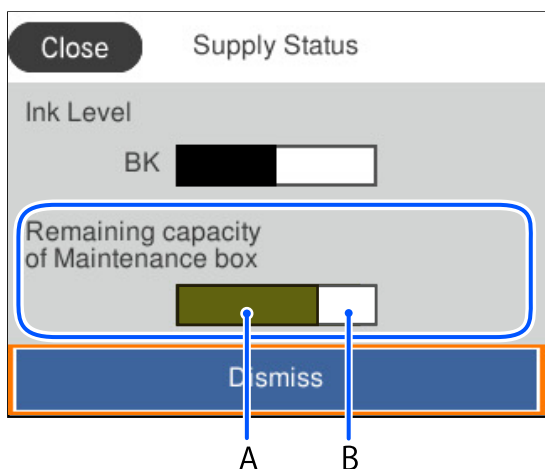 Close
Supply Status
Ink Level
BK
Remaining capacity
of Maintenance box
Dismiss
A
B